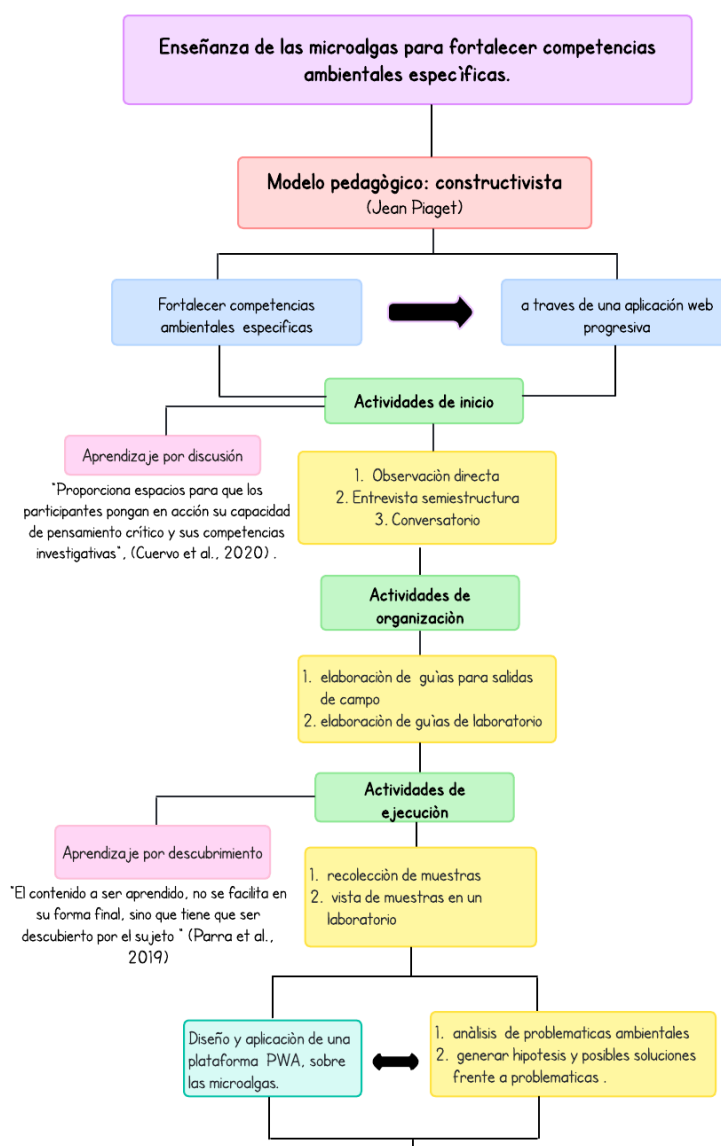 Enseñanza de las microalgas para fortalecer competencias
ambientales especìficas.
Modelo pedagògico: constructivista
(Jean Piaget)
Fortalecer competencias
ambientales especificas
a traves de una aplicación web
progresiva
Actividades de inicio
Aprendizaje por discusión
"Proporciona espacios para que los
participantes pongan en acción su capacidad
de pensamiento crítico y sus competencias
investigativas", (Cuervo et al., 2020) .
1. Observaciòn directa
2. Entrevista semiestructura
3. Conversatorio
Actividades de
organizaciòn
1. elaboraciòn de guìas para salidas
de campo
2. elaboraciòn de guìas de laboratorio
Actividades de
ejecuciòn
Aprendizaje por descubrimiento
"El contenido a ser aprendido, no se facilita en
su forma final, sino que tiene que ser
descubierto por el sujeto " (Parra et al.,
2019)
1. recolecciòn de muestras
2. vista de muestras en un
laboratorio
Diseño y aplicaciòn de una
plataforma PWA, sobre
las microalgas.
1. anàlisis de problematicas ambientales
2. generar hipotesis y posibles soluciones
frente a problematicas .